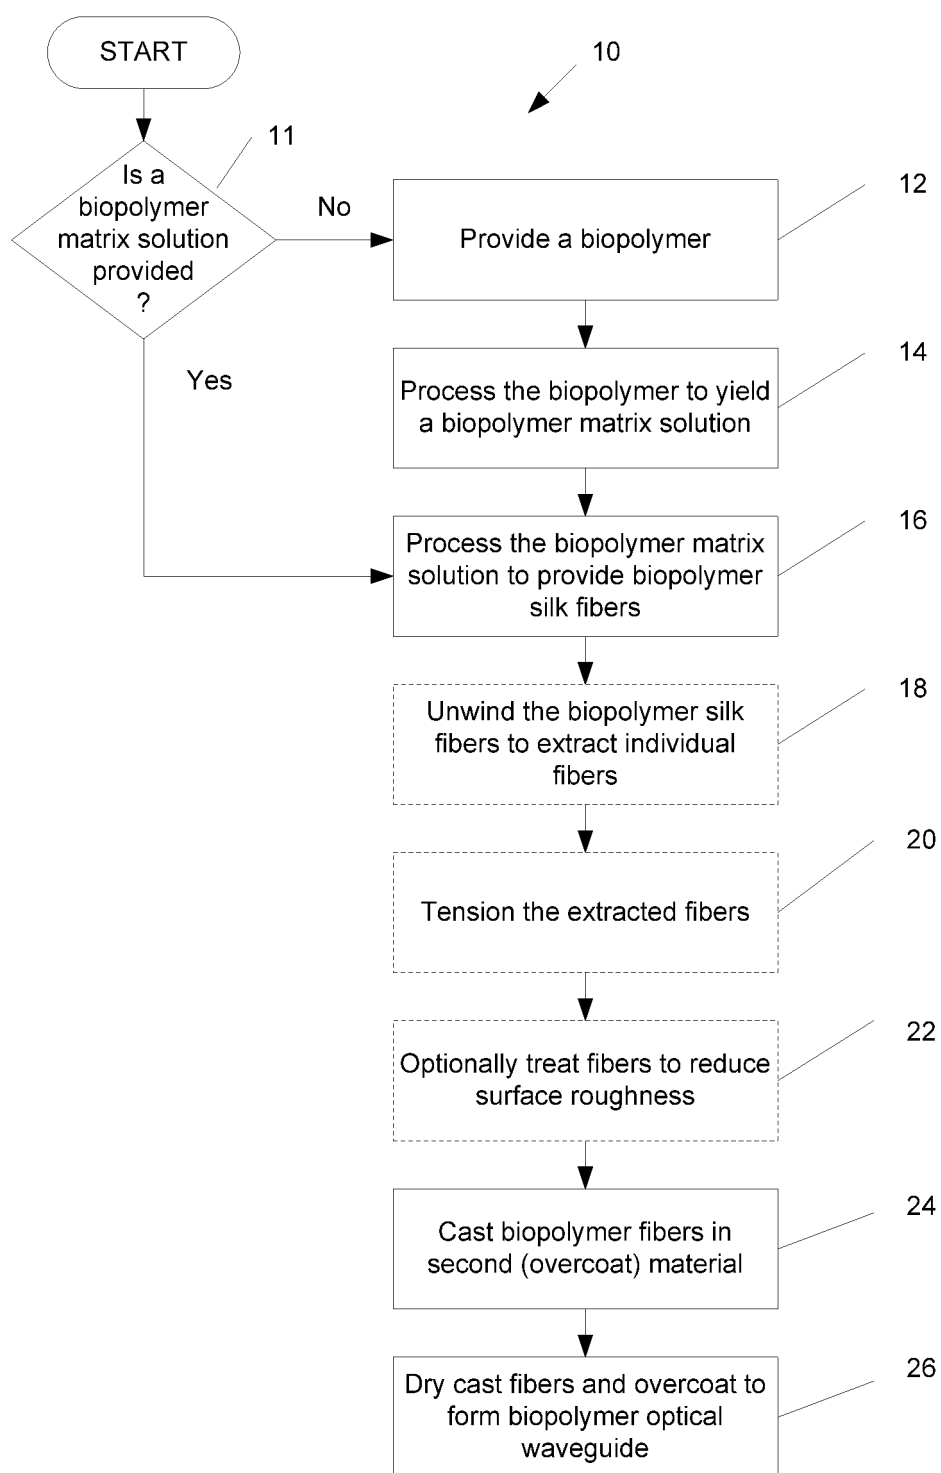 START
10
11
Is a
biopolymer
matrix solution
provided
?
No
12
Provide a biopolymer
Yes
14
Process the biopolymer to yield
a biopolymer matrix solution
16
Process the biopolymer matrix
solution to provide biopolymer
silk fibers
18
Unwind the biopolymer silk
fibers to extract individual
fibers
20
Tension the extracted fibers
22
Optionally treat fibers to reduce
surface roughness
24
Cast biopolymer fibers in
second (overcoat) material
26
Dry cast fibers and overcoat to
form biopolymer optical
waveguide